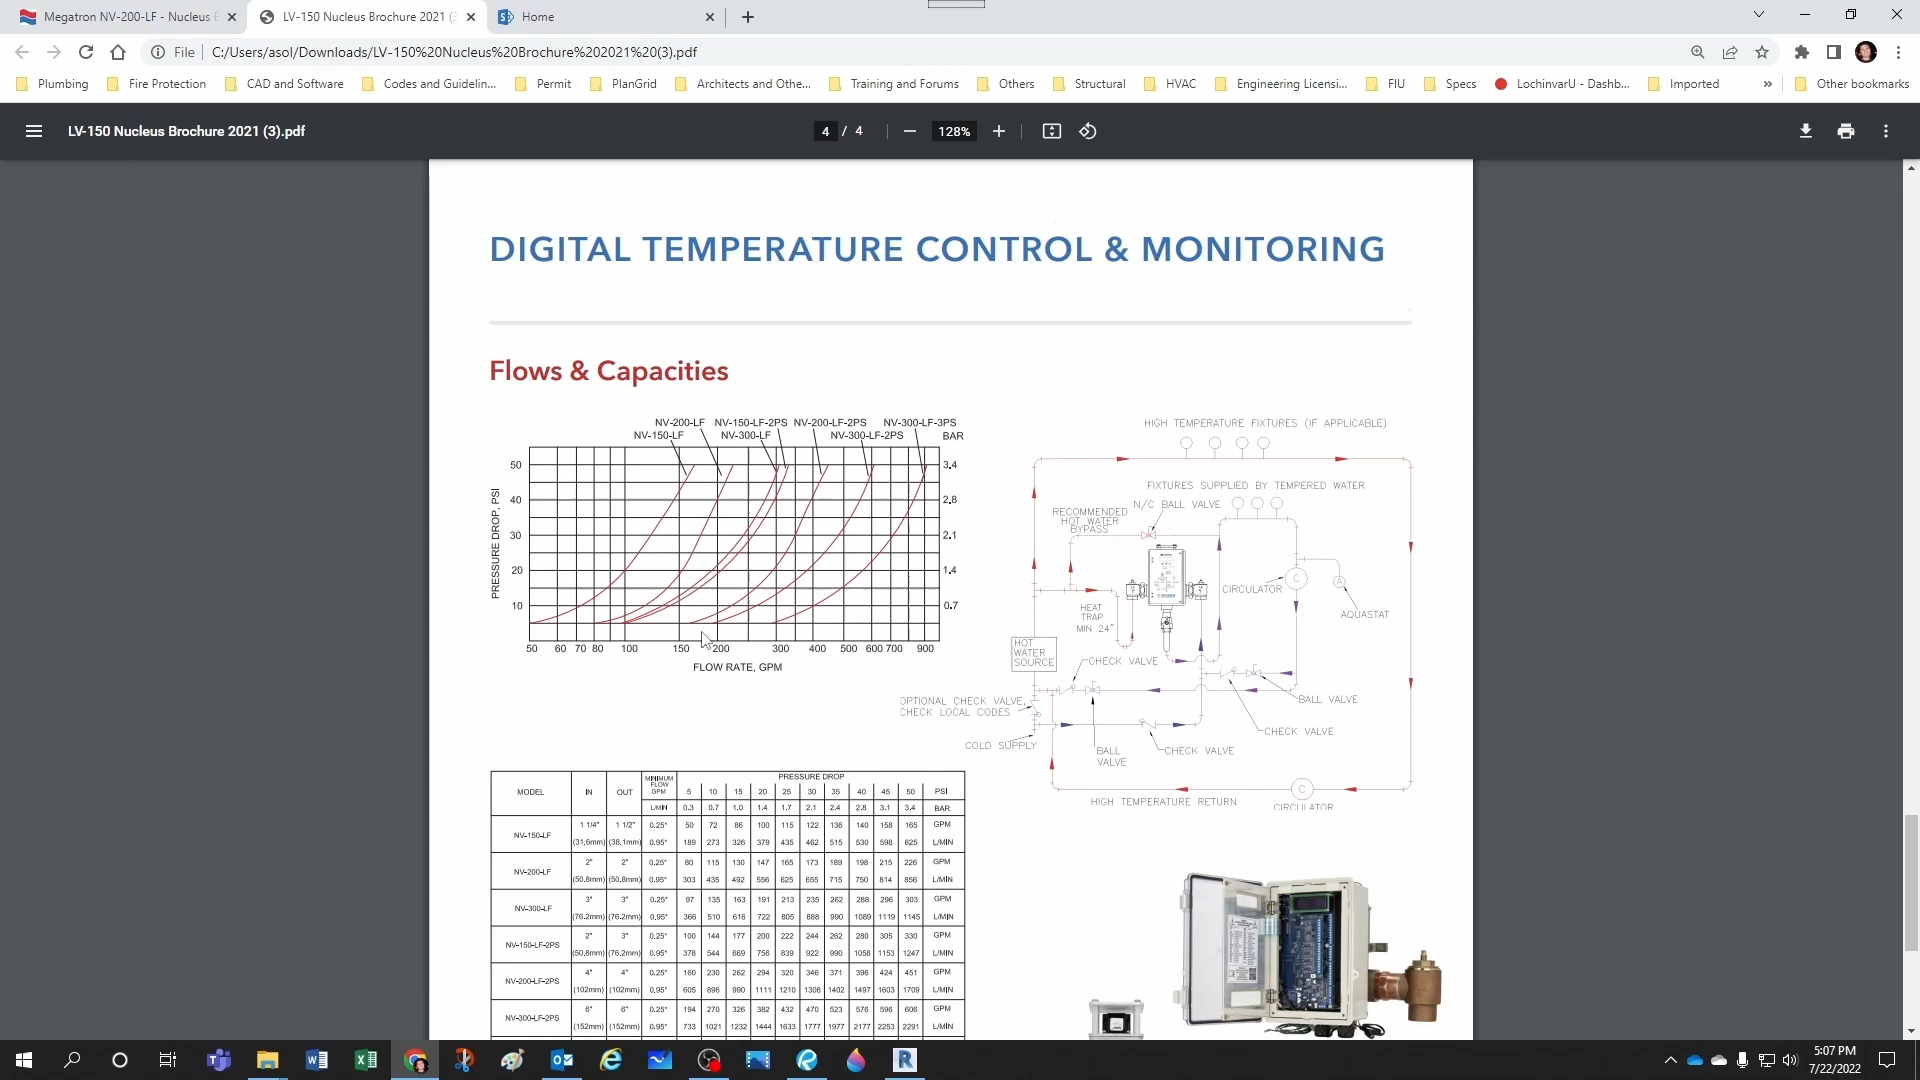 Megatron NV-200-LF - Nucleus E
LV-150 Nucleus Brochure 2021 (3
Home
File
C:/Users/asol/Downloads/LV-150%20Nucleus%20Brochure%202021%20(3).pdf
Plumbing
Fire Protection
CAD and Software
Codes and Guidelin...
Permit
PlanGrid
Architects and Othe...
Training and Forums
Others
Structural
HVAC
Engineering Licensi...
FIU
Specs
LochinvarU - Dashb...
Imported
»
Other bookmarks
LV-150 Nucleus Brochure 2021 (3).pdf
4 / 4
128%
DIGITAL TEMPERATURE CONTROL & MONITORING
Flows & Capacities
NV-200-LF NV-150-LF-2PS NV-200-LF-2PS NV-300-LF-3PS
NV-150-LF NV-300-LF NV-300-LF-2PS BAR
50 3.4
40 2.8
30 2.1
20 1.4
10 0.7
PRESSURE DROP, PSI
50 60 70 80 100 150 200 300 400 500 600 700 900
FLOW RATE, GPM
HIGH TEMPERATURE FIXTURES (IF APPLICABLE)
FIXTURES SUPPLIED BY TEMPERED WATER
N/C BALL VALVE
RECOMMENDED
HOT WATER
BYPASS
CIRCULATOR
C
A
AQUASTAT
HEAT
TRAP
MIN 24"
HOT
WATER
SOURCE
CHECK VALVE
BALL VALVE
OPTIONAL CHECK VALVE,
CHECK LOCAL CODES
CHECK VALVE
COLD SUPPLY
BALL
VALVE
CHECK VALVE
HIGH TEMPERATURE RETURN
C
CIRCULATOR
MODEL IN OUT MINIMUM FLOW GPM PRESSURE DROP
5 10 15 20 25 30 35 40 45 50 PSI
L/MIN 0.3 0.7 1.0 1.4 1.7 2.1 2.4 2.8 3.1 3.4 BAR
NV-150-LF 1 1/4" 1 1/2" 0.25* 50 72 86 100 115 122 136 140 158 165 GPM
(31,6mm) (38,1mm) 0.95* 189 273 326 379 435 462 515 530 598 625 L/MIN
NV-200-LF 2" 2" 0.25* 80 115 130 147 165 173 189 198 215 226 GPM
(50.8mm) (50.8mm) 0.95* 303 435 492 556 625 655 715 750 814 856 L/MIN
NV-300-LF 3" 3" 0.25* 97 135 163 191 213 235 262 288 296 303 GPM
(76.2mm) (76.2mm) 0.95* 366 510 616 722 805 888 990 1089 1119 1145 L/MIN
NV-150-LF-2PS 2" 3" 0.25* 100 144 177 200 222 244 262 280 305 330 GPM
(50,8mm) (76,2mm) 0.95* 378 544 669 756 839 922 990 1058 1153 1247 L/MIN
NV-200-LF-2PS 4" 4" 0.25* 160 230 262 294 320 346 371 396 424 451 GPM
(102mm) (102mm) 0.95* 605 896 990 1111 1210 1308 1402 1497 1603 1709 L/MIN
NV-300-LF-2PS 6" 6" 0.25* 194 270 326 382 432 470 523 576 596 606 GPM
(152mm) (152mm) 0.95* 733 1021 1232 1444 1633 1777 1977 2177 2253 2291 L/MIN
5:07 PM
7/22/2022